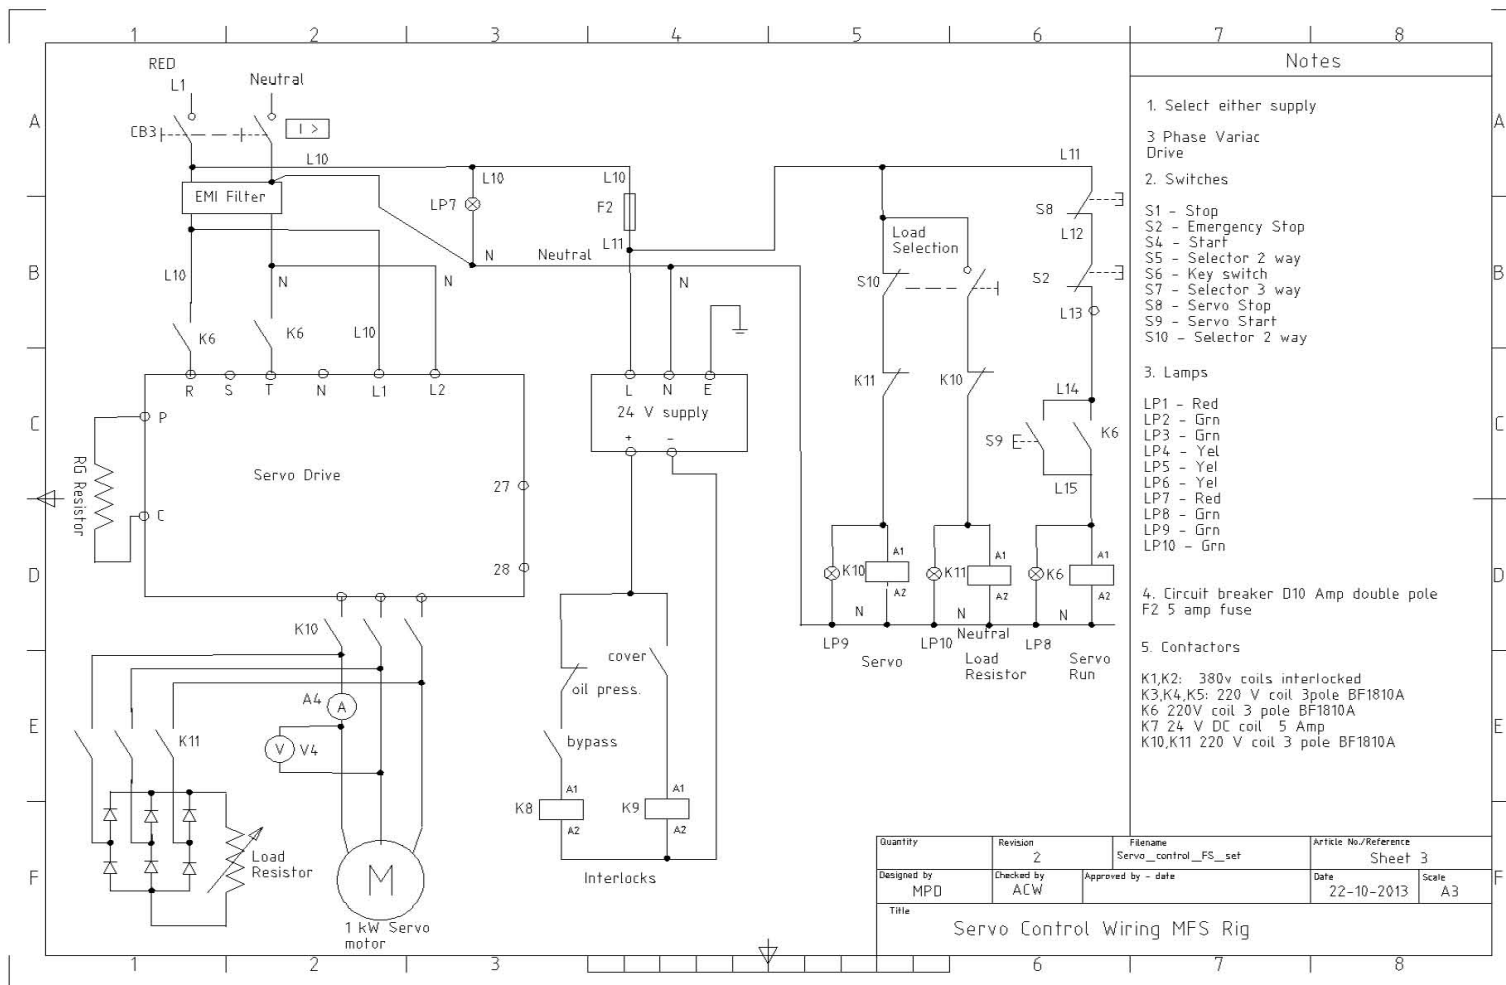 1 2 3 4 5 6 7 8
RED
L1
Neutral
A
CB3
I >
L10
EMI Filter
LP7
L10
L10
F2
L11
Neutral
N
B
L10
N
N
K6
K6
L10
R S T N L1 L2
L N E
24 V supply
+ -
C
P
RG Resistor
C
Servo Drive
27
28
D
K10
A4
A
V
V4
K11
E
Load
Resistor
M
1 kW Servo
motor
F
cover
oil press.
bypass
K8
A1
A2
K9
A1
A2
Interlocks
Load
Selection
S10
K11
K10
L11
S8
L12
S2
L13
L14
S9
K6
L15
K10
A1
A2
K11
A1
A2
K6
A1
A2
N
N
N
LP9
LP10
Neutral
LP8
Servo
Load
Resistor
Servo
Run
Notes
1. Select either supply
3 Phase Variac
Drive
2. Switches
S1 - Stop
S2 - Emergency Stop
S4 - Start
S5 - Selector 2 way
S6 - Key switch
S7 - Selector 3 way
S8 - Servo Stop
S9 - Servo Start
S10 - Selector 2 way
3. Lamps
LP1 - Red
LP2 - Grn
LP3 - Grn
LP4 - Yel
LP5 - Yel
LP6 - Yel
LP7 - Red
LP8 - Grn
LP9 - Grn
LP10 - Grn
4. Circuit breaker D10 Amp double pole
F2 5 amp fuse
5. Contactors
K1,K2: 380v coils interlocked
K3,K4,K5: 220 V coil 3pole BF1810A
K6 220V coil 3 pole BF1810A
K7 24 V DC coil 5 Amp
K10,K11 220 V coil 3 pole BF1810A
A
B
C
D
E
F
Quantity
Revision
2
Filename
Servo_control_FS_set
Article No./Reference
Sheet 3
Designed by
MPD
Checked by
ACW
Approved by - date
Date
22-10-2013
Scale
A3
Title
Servo Control Wiring MFS Rig
1 2 3 6 7 8